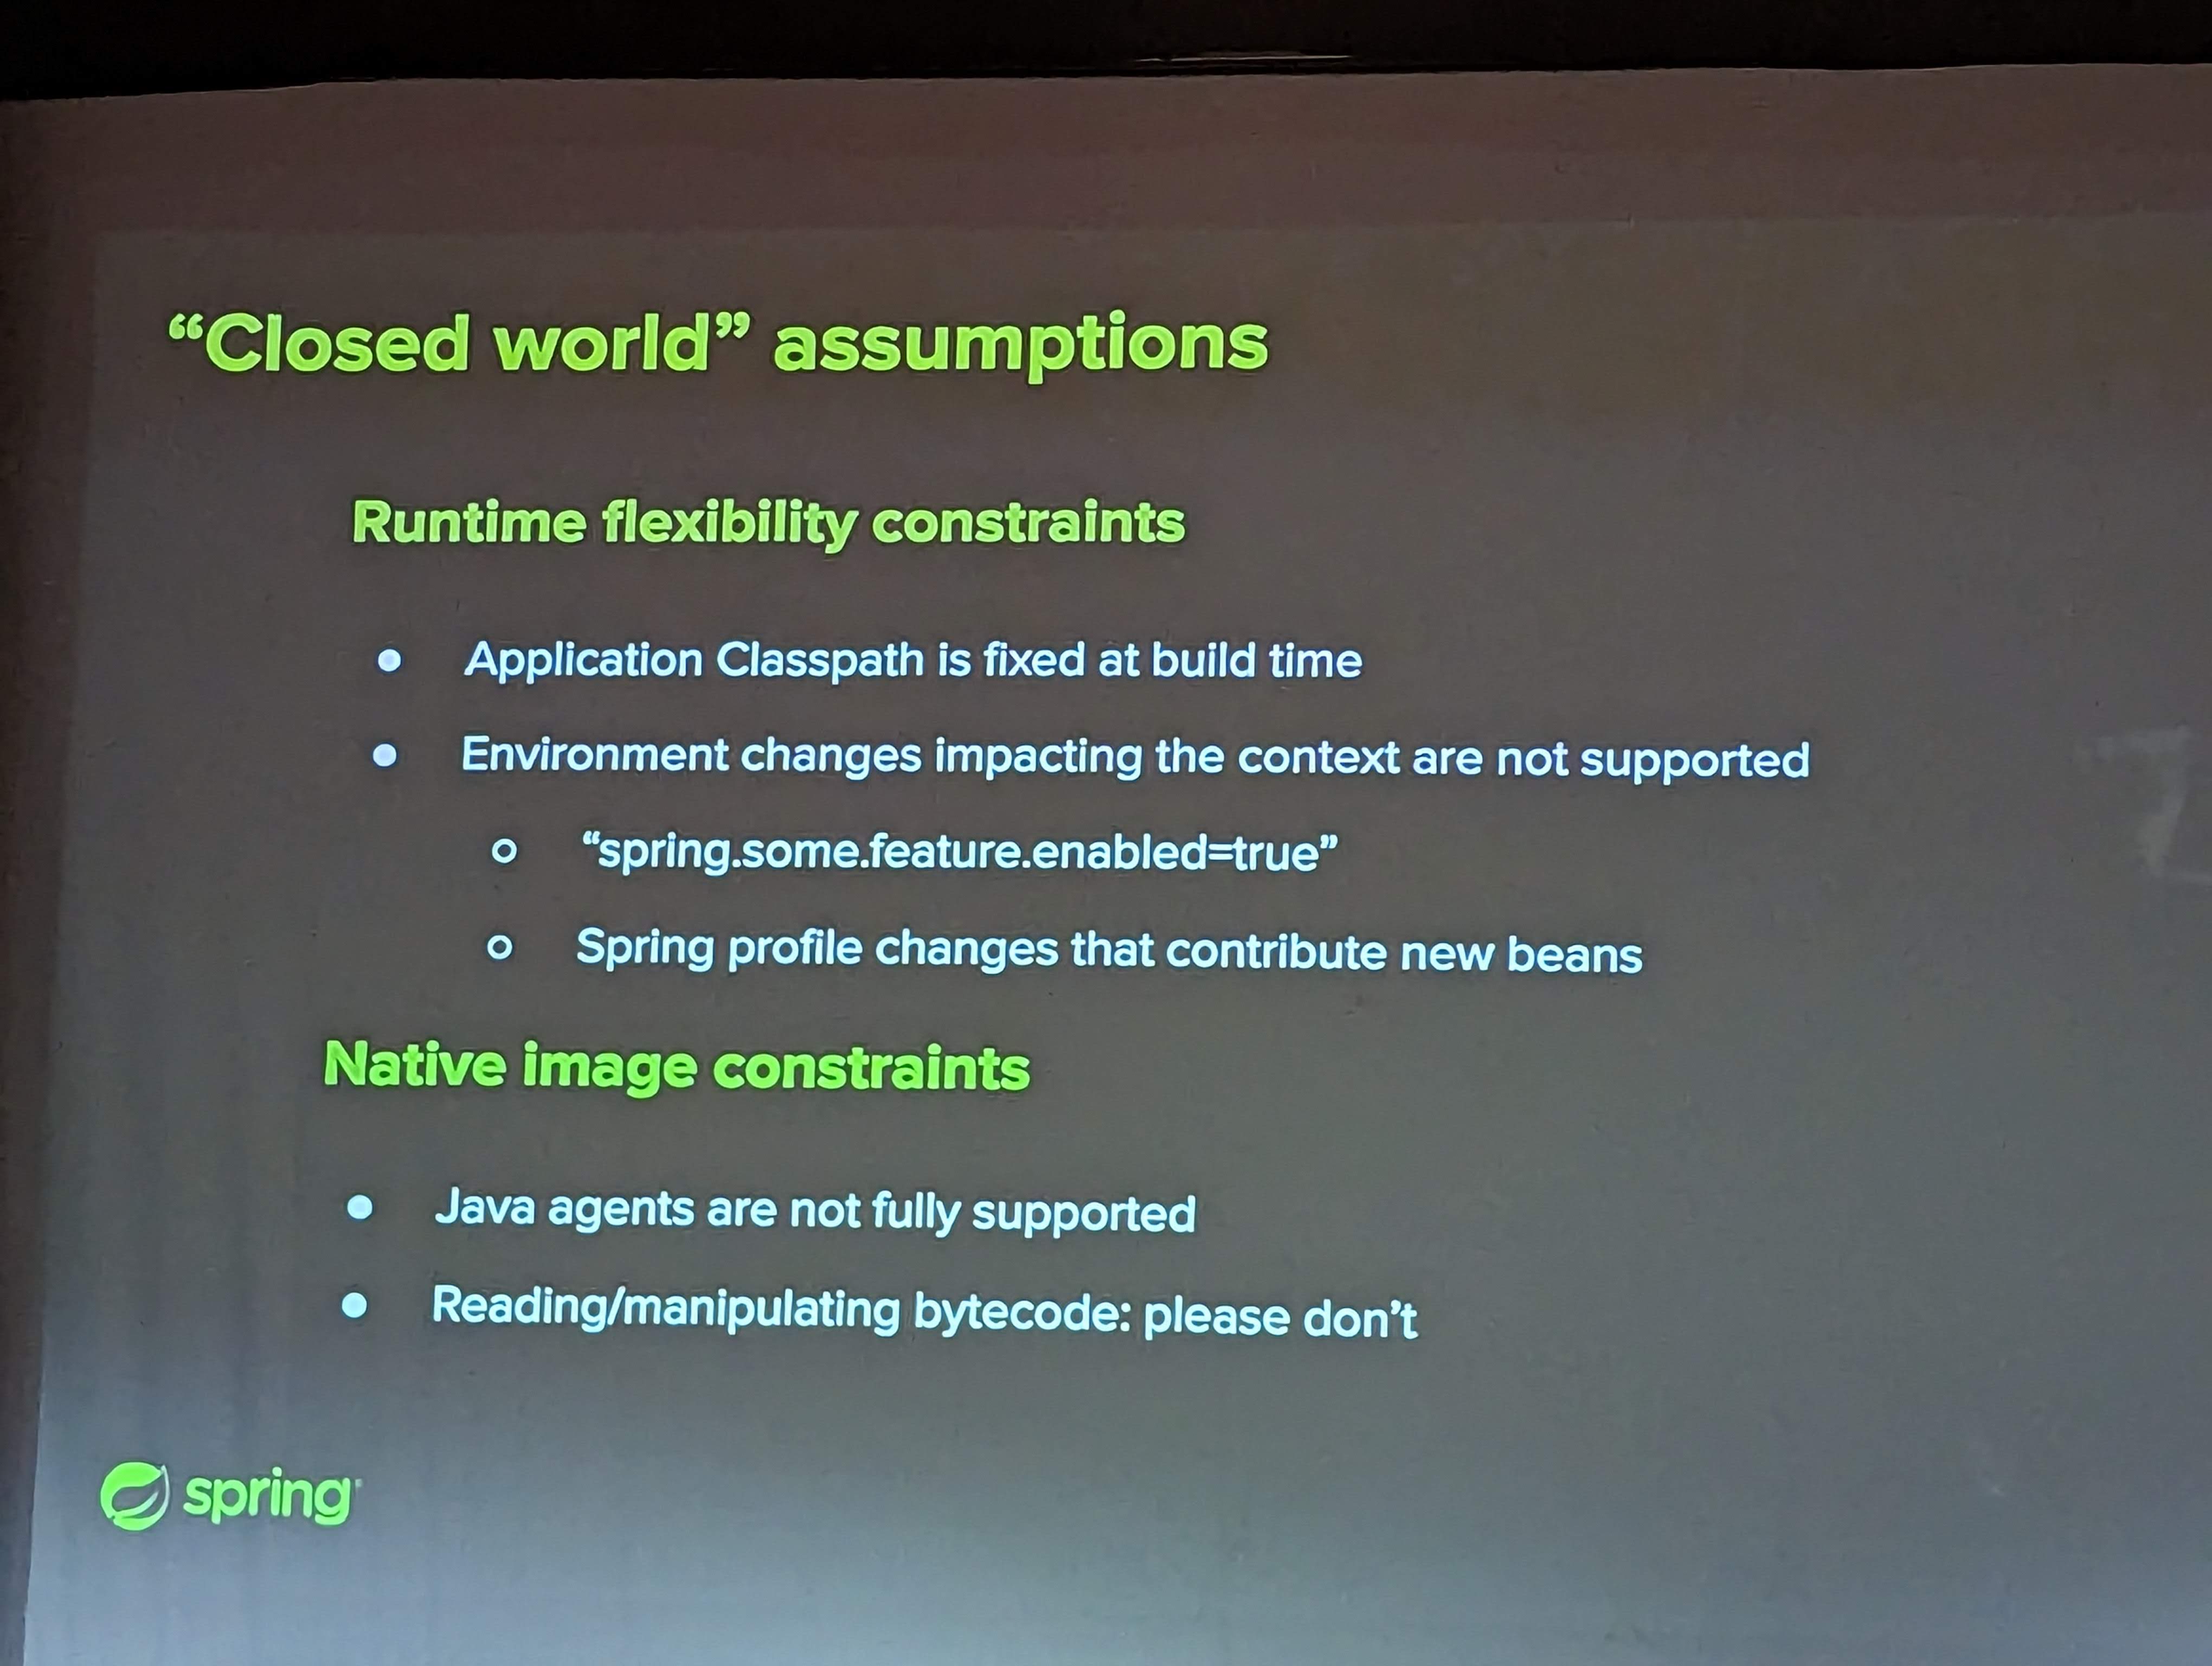 “Closed world” assumptions
Runtime flexibility constraints
● Application Classpath is fixed at build time
● Environment changes impacting the context are not supported
○ “spring.some.feature.enabled=true”
○ Spring profile changes that contribute new beans
Native image constraints
● Java agents are not fully supported
● Reading/manipulating bytecode: please don’t
spring